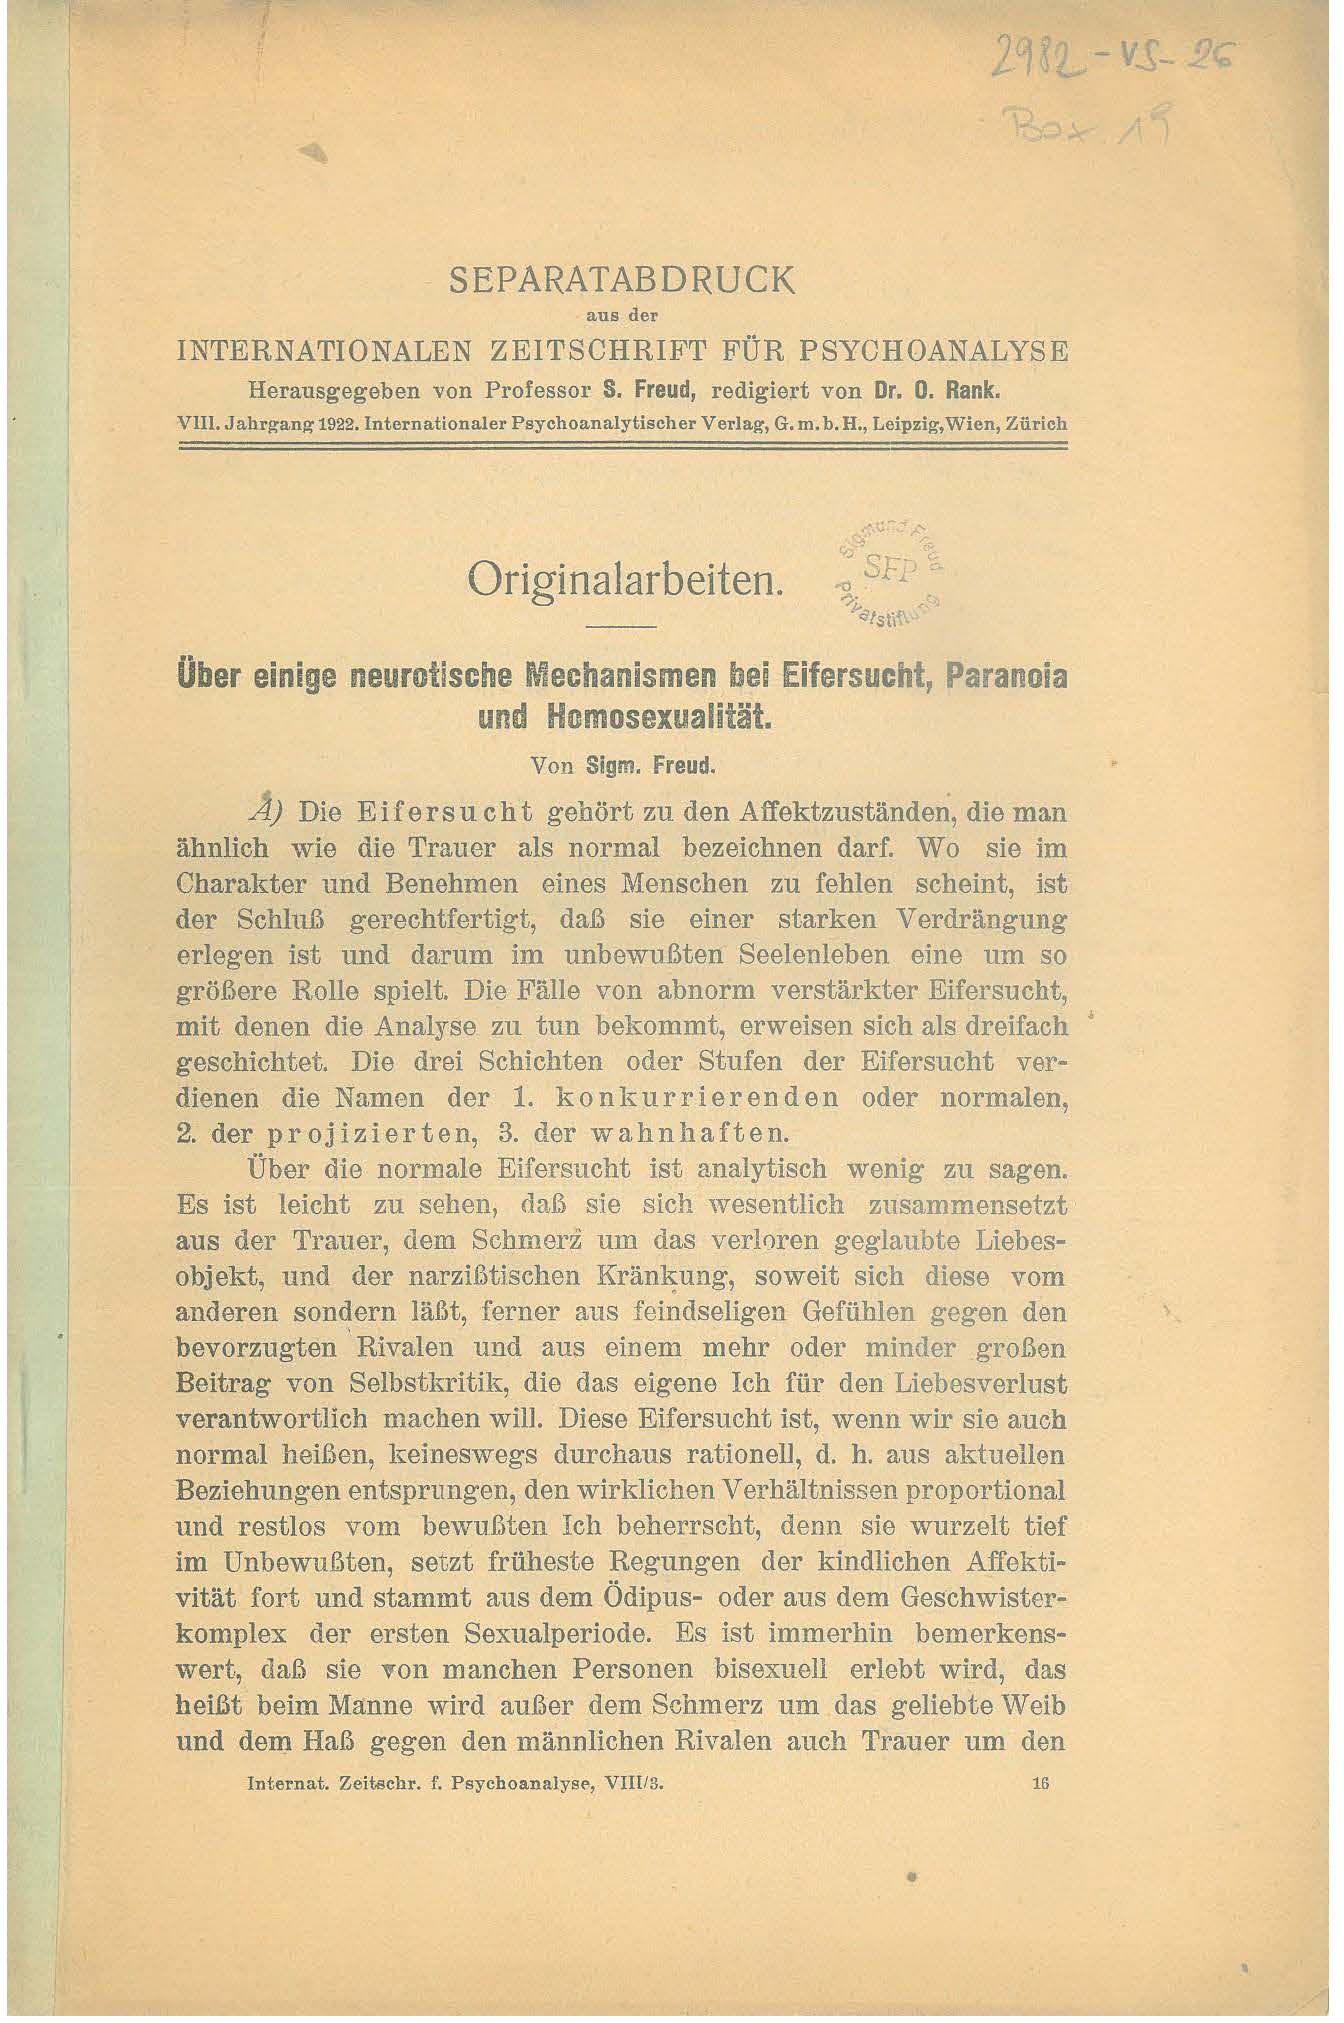 2982-VS-26
Box 19
SEPARATABDRUCK
aus der
INTERNATIONALEN ZEITSCHRIFT FÜR PSYCHOANALYSE
Herausgegeben von Professor S. Freud, redigiert von Dr. O. Rank.
VIII. Jahrgang 1922. Internationaler Psychoanalytischer Verlag, G. m. b. H., Leipzig, Wien, Zürich
Sigmund Freud
SFP
Privatstiftung
Originalarbeiten.
Über einige neurotische Mechanismen bei Eifersucht, Paranoia
und Homosexualität.
Von Sigm. Freud.
A) Die Eifersucht gehört zu den Affektzuständen, die man
ähnlich wie die Trauer als normal bezeichnen darf. Wo sie im
Charakter und Benehmen eines Menschen zu fehlen scheint, ist
der Schluß gerechtfertigt, daß sie einer starken Verdrängung
erlegen ist und darum im unbewußten Seelenleben eine um so
größere Rolle spielt. Die Fälle von abnorm verstärkter Eifersucht,
mit denen die Analyse zu tun bekommt, erweisen sich als dreifach
geschichtet. Die drei Schichten oder Stufen der Eifersucht ver-
dienen die Namen der 1. konkurrierenden oder normalen,
2. der projizierten, 3. der wahnhaften.
Über die normale Eifersucht ist analytisch wenig zu sagen.
Es ist leicht zu sehen, daß sie sich wesentlich zusammensetzt
aus der Trauer, dem Schmerz um das verloren geglaubte Liebes-
objekt, und der narzißtischen Kränkung, soweit sich diese vom
anderen sondern läßt, ferner aus feindseligen Gefühlen gegen den
bevorzugten Rivalen und aus einem mehr oder minder großen
Beitrag von Selbstkritik, die das eigene Ich für den Liebesverlust
verantwortlich machen will. Diese Eifersucht ist, wenn wir sie auch
normal heißen, keineswegs durchaus rationell, d. h. aus aktuellen
Beziehungen entsprungen, den wirklichen Verhältnissen proportional
und restlos vom bewußten Ich beherrscht, denn sie wurzelt tief
im Unbewußten, setzt früheste Regungen der kindlichen Affekti-
vität fort und stammt aus dem Ödipus- oder aus dem Geschwister-
komplex der ersten Sexualperiode. Es ist immerhin bemerkens-
wert, daß sie von manchen Personen bisexuell erlebt wird, das
heißt beim Manne wird außer dem Schmerz um das geliebte Weib
und dem Haß gegen den männlichen Rivalen auch Trauer um den
Internat. Zeitschr. f. Psychoanalyse, VIII/3. 16